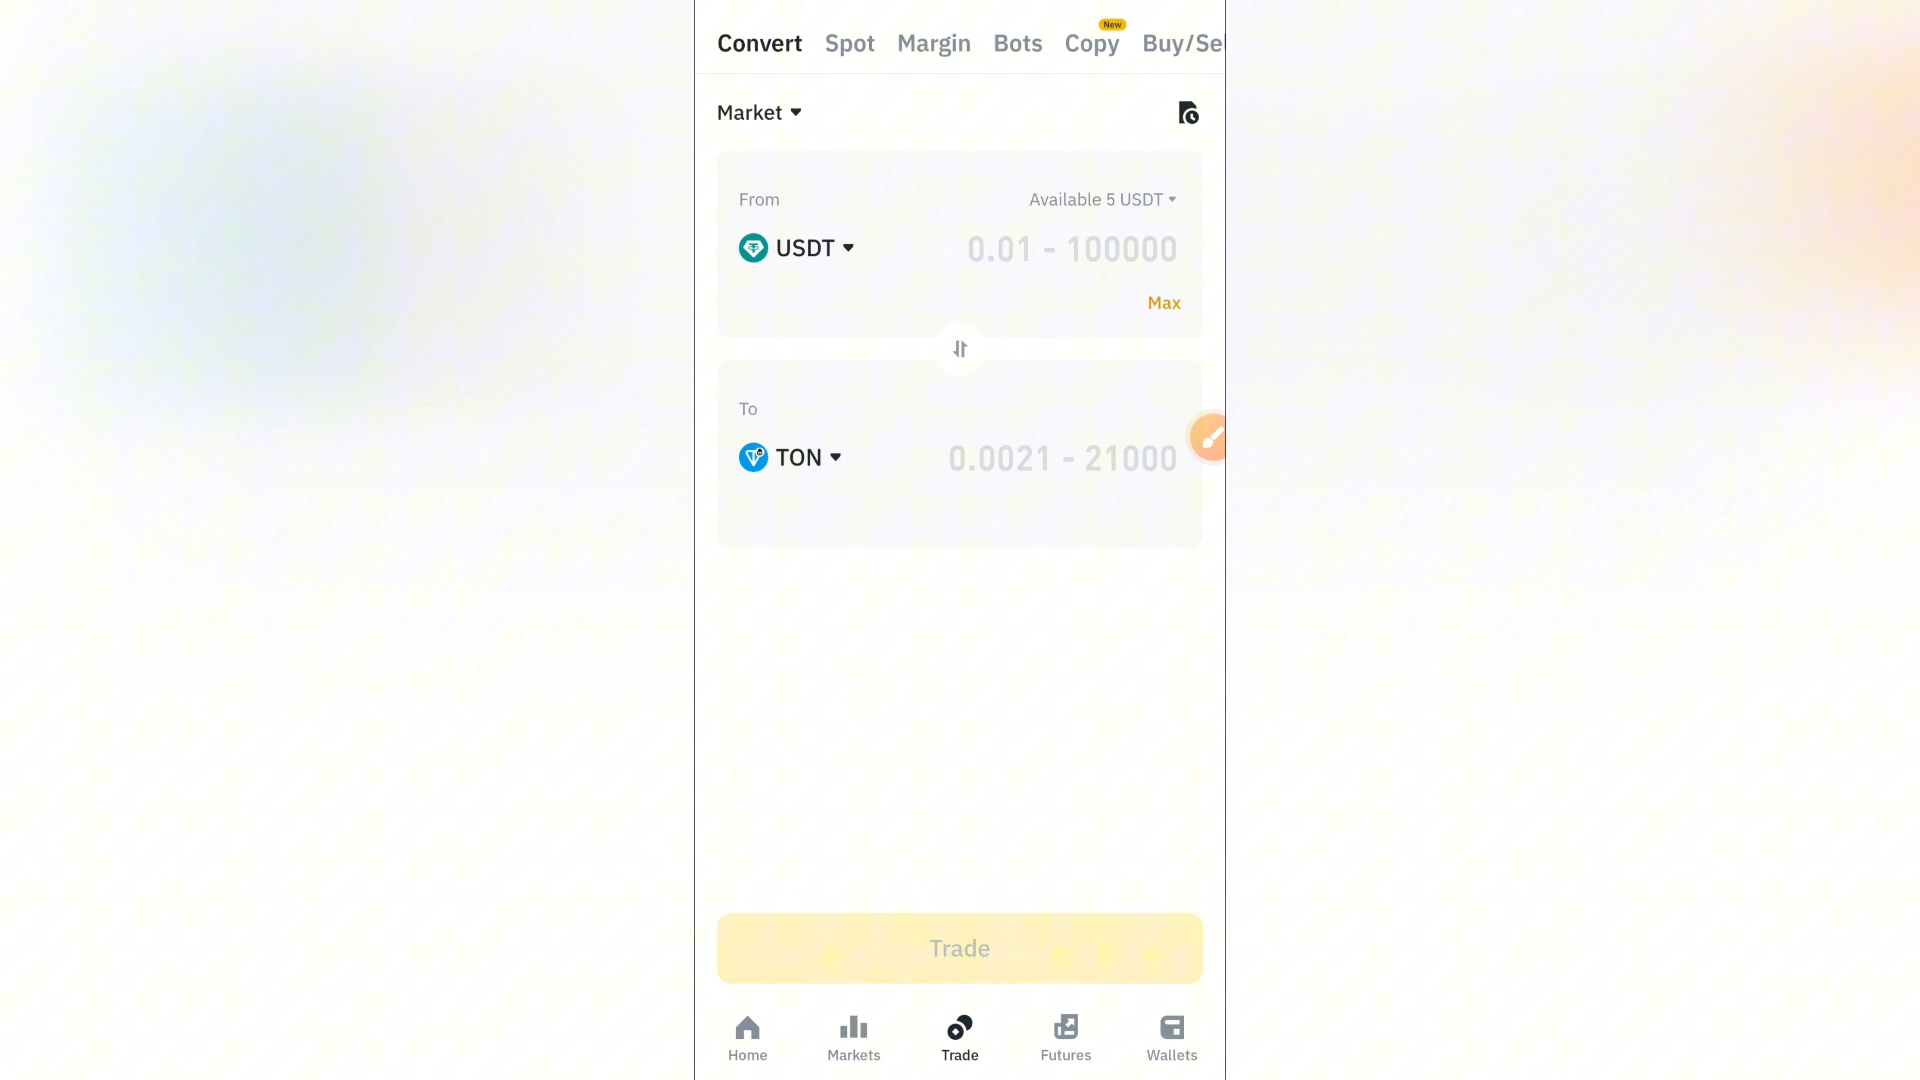 New
Convert Spot Margin Bots Copy Buy/Sel
Market
From Available 5 USDT
USDT 0.01 - 100000
Max
To
TON 0.0021 - 21000
Trade
Home Markets Trade Futures Wallets